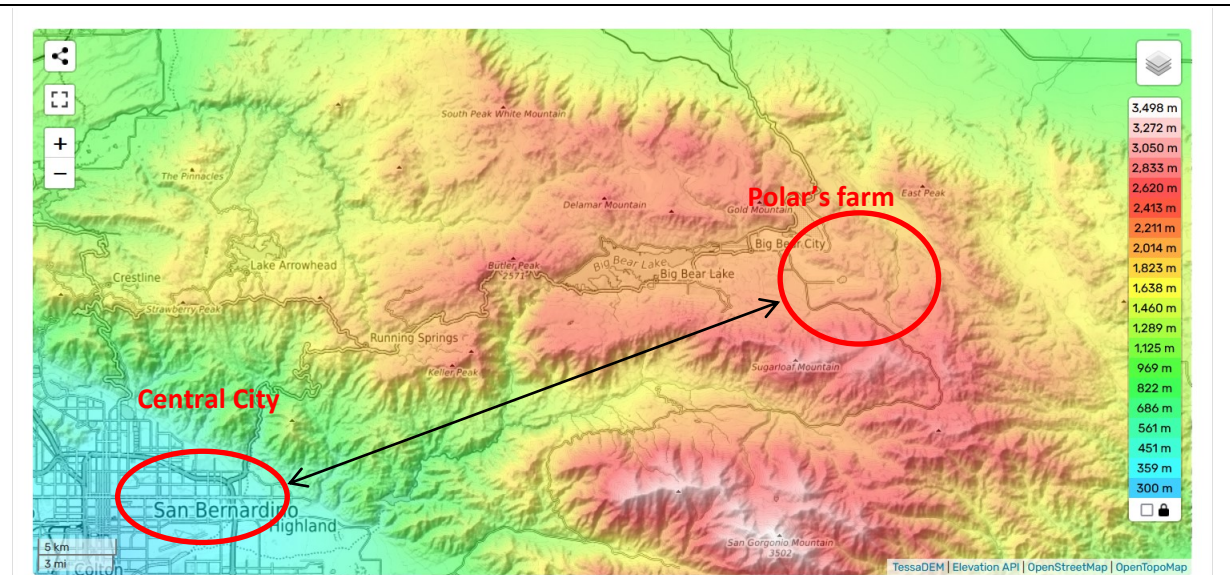 South Peak White Mountain
The Pinnacles
Polar's farm
East Peak
Delamar Mountain
Gold Mountain
Big Bear City
Lake Arrowhead
Crestline
Butler Peak
2571
Big Bear Lake
Big Bear Lake
Strawberry Peak
Running Springs
Keller Peak
Sugarloaf Mountain
Central City
San Bernardino
Highland
San Gorgonio Mountain
3502
Colton
5 km
3 mi
+
−
3,498 m
3,272 m
3,050 m
2,833 m
2,620 m
2,413 m
2,211 m
2,014 m
1,823 m
1,638 m
1,460 m
1,289 m
1,125 m
969 m
822 m
686 m
561 m
451 m
359 m
300 m
TessaDEM | Elevation API | OpenStreetMap | OpenTopoMap